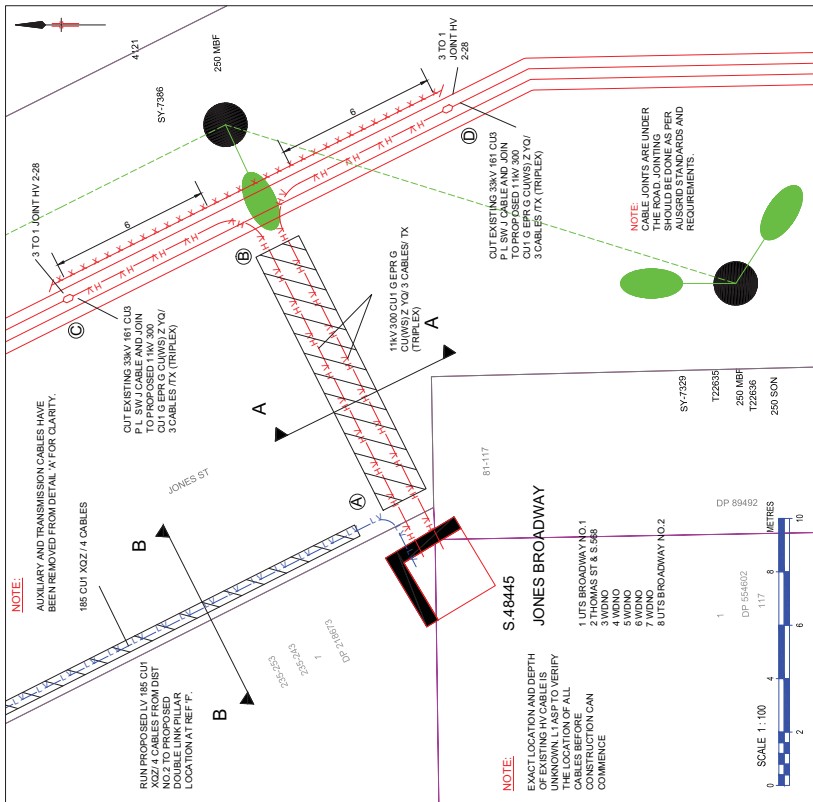 NOTE:
AUXILIARY AND TRANSMISSION CABLES HAVE
BEEN REMOVED FROM DETAIL 'A' FOR CLARITY.
185 CU1 XQZ / 4 CABLES
RUN PROPOSED LV 185 CU1
XQZ/ 4 CABLES FROM DIST
NO.2 TO PROPOSED
DOUBLE LINK PILLAR
LOCATION AT REF 'F'.
B
B
235-253
235-243
1
DP 218673
JONES ST
3 TO 1 JOINT HV 2-28
C
CUT EXISTING 33kV 161 CU3
P L SW J CABLE AND JOIN
TO PROPOSED 11kV 300
CU1 G EPR G CU(WS) Z YQ/
3 CABLES /TX (TRIPLEX)
6
4121
SY-7386
250 MBF
6
3 TO 1
JOINT HV
2-28
D
CUT EXISTING 33kV 161 CU3
P L SW J CABLE AND JOIN
TO PROPOSED 11kV 300
CU1 G EPR G CU(WS) Z YQ/
3 CABLES /TX (TRIPLEX)
B
A
A
A
11kV 300 CU1 G EPR G
CU(WS) Z YQ/ 3 CABLES/ TX
(TRIPLEX)
NOTE:
CABLE JOINTS ARE UNDER
THE ROAD. JOINTING
SHOULD BE DONE AS PER
AUSGRID STANDARDS AND
REQUIREMENTS.
SY-7329
T22635
250 MBF
T22636
250 SON
S.48445
JONES BROADWAY
1 UTS BROADWAY NO.1
2 THOMAS ST & S.568
3 WDNO
4 WDNO
5 WDNO
6 WDNO
7 WDNO
8 UTS BROADWAY NO.2
81-117
DP 89492
1
DP 554602
117
NOTE:
EXACT LOCATION AND DEPTH
OF EXISTING HV CABLE IS
UNKNOWN. L1 ASP TO VERIFY
THE LOCATION OF ALL
CABLES BEFORE
CONSTRUCTION CAN
COMMENCE
SCALE 1 : 100
METRES
0 2 4 6 8 10